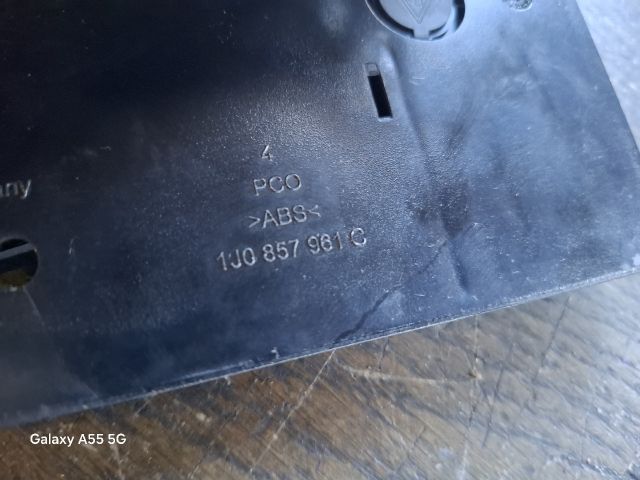 4
PCO
any
>ABS<
1J0 857 961 C
Galaxy A55 5G